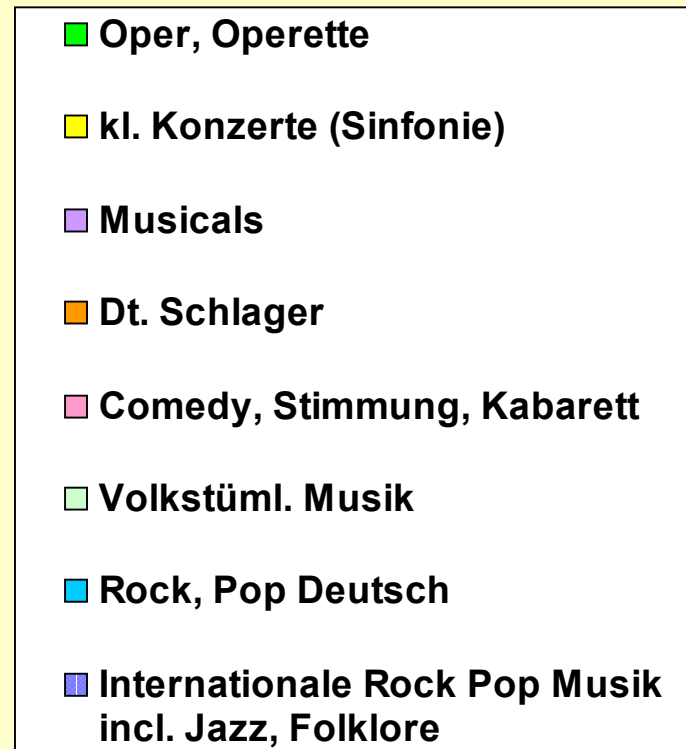 Oper, Operette
kl. Konzerte (Sinfonie)
Musicals
Dt. Schlager
Comedy, Stimmung, Kabarett
Volkstüml. Musik
Rock, Pop Deutsch
Internationale Rock Pop Musik
incl. Jazz, Folklore